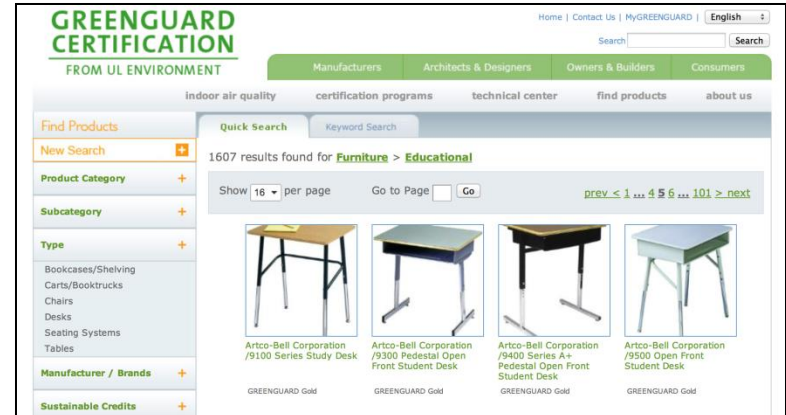 GREENGUARD
CERTIFICATION
FROM UL ENVIRONMENT
Home | Contact Us | MyGREENGUARD | English
Search Search
Manufacturers Architects & Designers Owners & Builders Consumers
indoor air quality certification programs technical center find products about us
Find Products
New Search +
Product Category +
Subcategory +
Type +
Bookcases/Shelving
Carts/Booktrucks
Chairs
Desks
Seating Systems
Tables
Manufacturer / Brands +
Sustainable Credits +
Quick Search Keyword Search
1607 results found for Furniture > Educational
Show 16 per page Go to Page Go prev < 1 ... 4 5 6 ... 101 > next
Artco-Bell Corporation
/9100 Series Study Desk
GREENGUARD Gold
Artco-Bell Corporation
/9300 Pedestal Open
Front Student Desk
GREENGUARD Gold
Artco-Bell Corporation
/9400 Series A+
Pedestal Open Front
Student Desk
GREENGUARD Gold
Artco-Bell Corporation
/9500 Open Front
Student Desk
GREENGUARD Gold